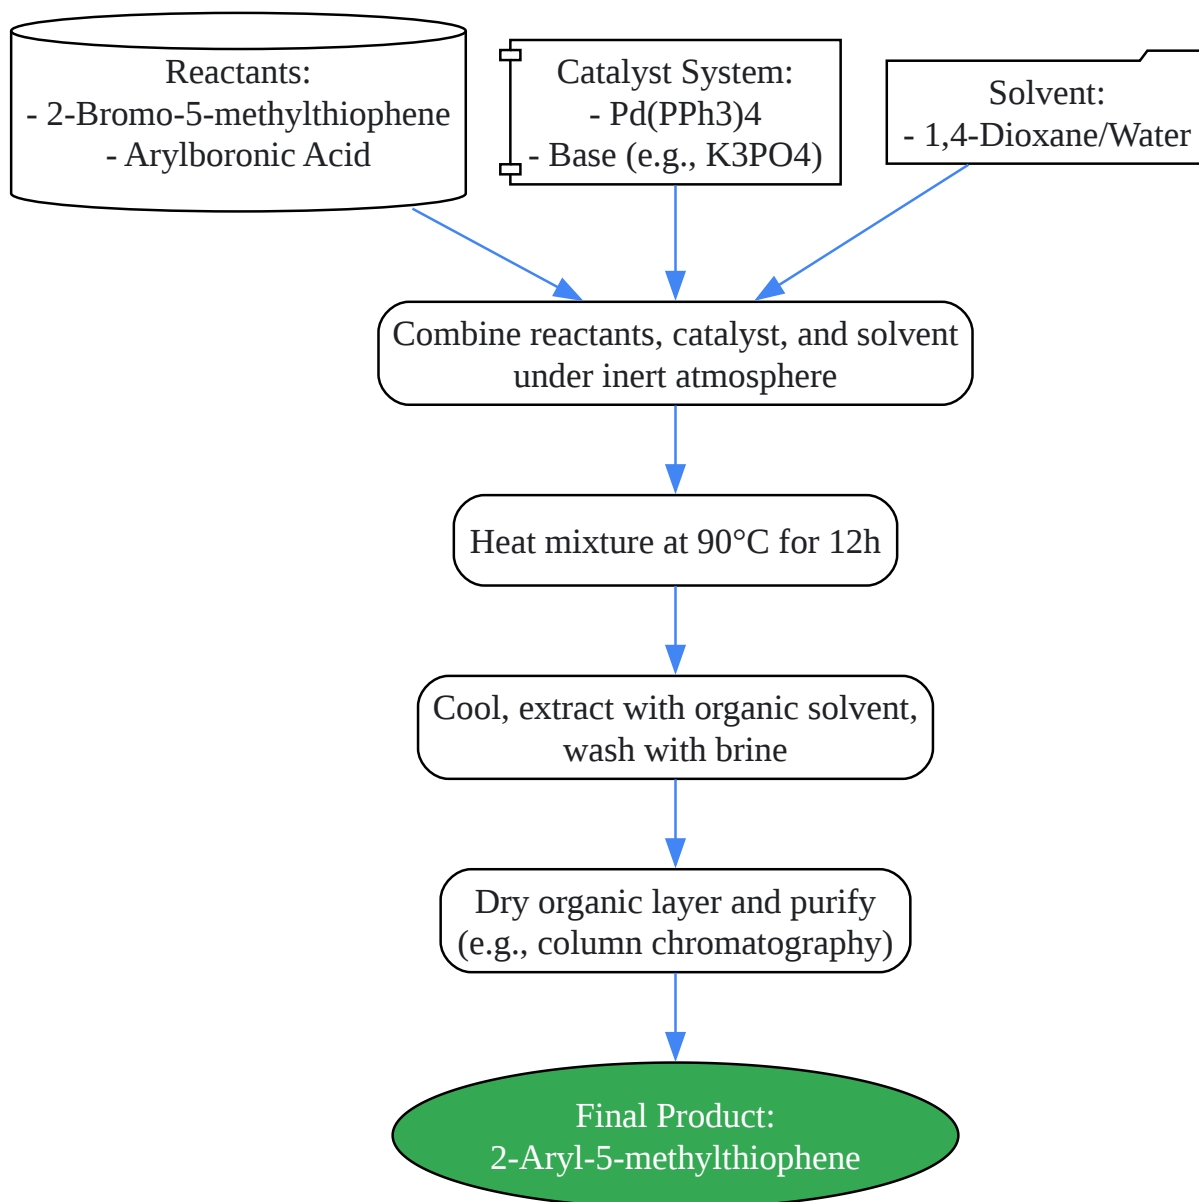 Reactants:
- 2-Bromo-5-methylthiophene
- Arylboronic Acid
Catalyst System:
- Pd(PPh3)4
- Base (e.g., K3PO4)
Solvent:
- 1,4-Dioxane/Water
Combine reactants, catalyst, and solvent
under inert atmosphere
Heat mixture at 90°C for 12h
Cool, extract with organic solvent,
wash with brine
Dry organic layer and purify
(e.g., column chromatography)
Final Product:
2-Aryl-5-methylthiophene